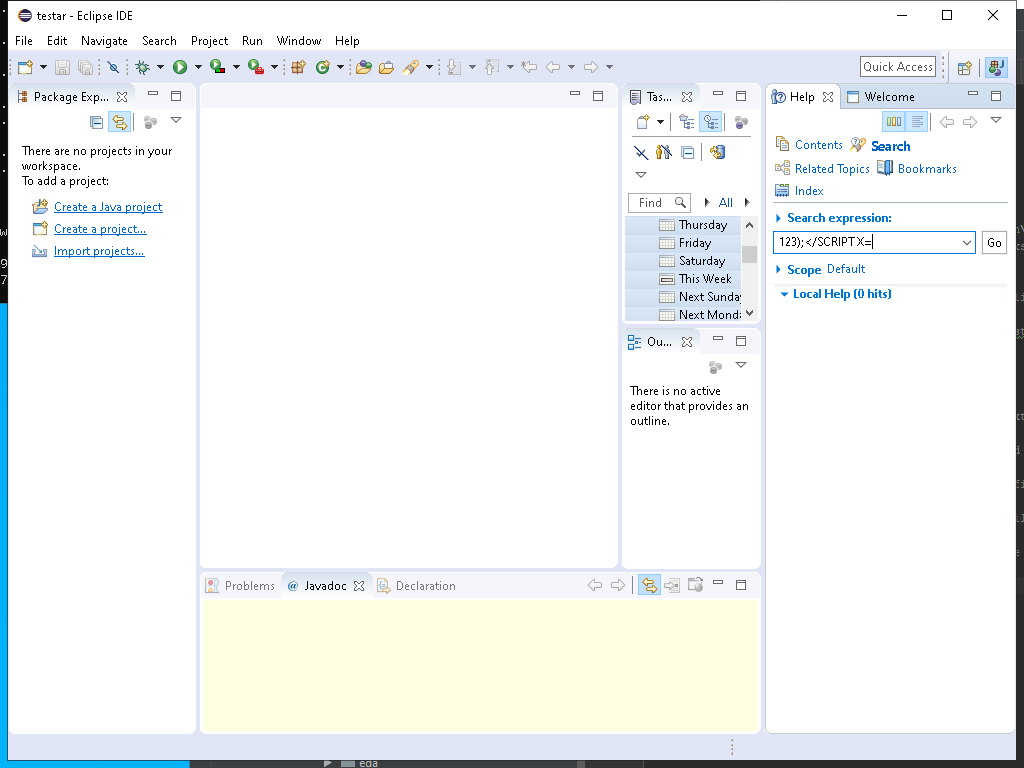 testar - Eclipse IDE
File Edit Navigate Search Project Run Window Help
Quick Access
Package Exp...
There are no projects in your
workspace.
To add a project:
Create a Java project
Create a project...
Import projects...
Tas...
Find
All
Thursday
Friday
Saturday
This Week
Next Sunday
Next Mond
Ou...
There is no active
editor that provides an
outline.
Help
Welcome
Contents Search
Related Topics Bookmarks
Index
Search expression:
123);</SCRIPT X=
Go
Scope Default
Local Help (0 hits)
Problems
@ Javadoc
Declaration
eda